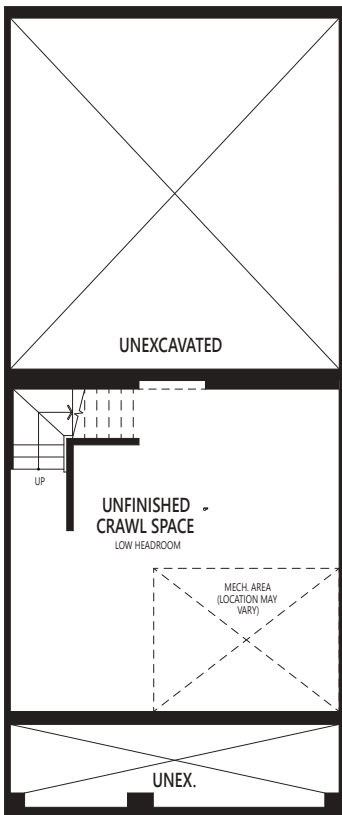 UNEXCAVATED
UP
UNFINISHED
CRAWL SPACE
LOW HEADROOM
MECH. AREA
(LOCATION MAY
VARY)
UNEX.